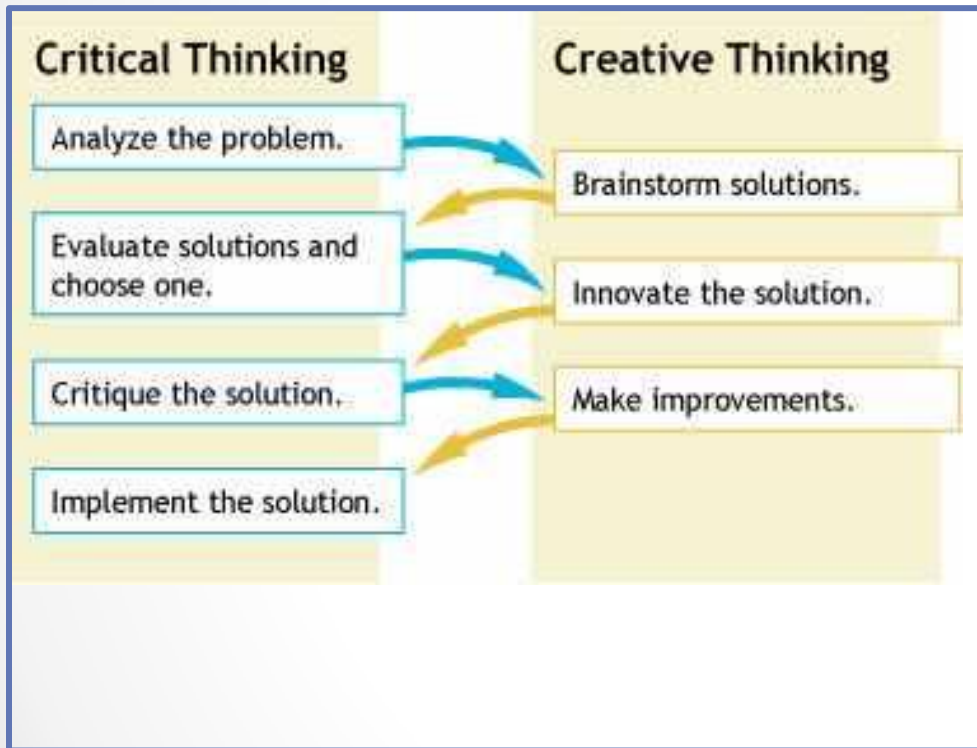 Critical Thinking
Creative Thinking
Analyze the problem.
Brainstorm solutions.
Evaluate solutions and
choose one.
Innovate the solution.
Critique the solution.
Make improvements.
Implement the solution.